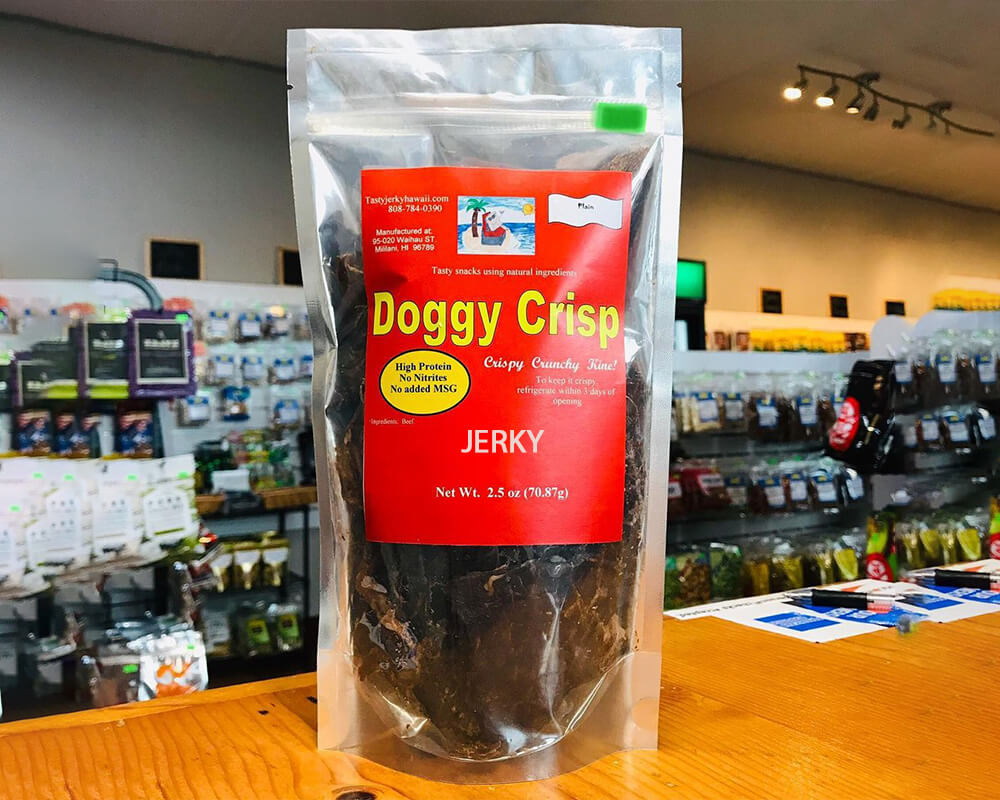 Tastyjerkyhawaii.com
808-784-0390
Manufactured at:
95-020 Waihau ST.
Mililani, HI 96789
Plain
Tasty snacks using natural ingredients
Doggy Crisp
High Protein
No Nitrites
No added MSG
Crispy Crunchy Kine!
To keep it crispy,
refrigerate within 3 days of
opening
Ingredients: Beef
JERKY
Net Wt. 2.5 oz (70.87g)